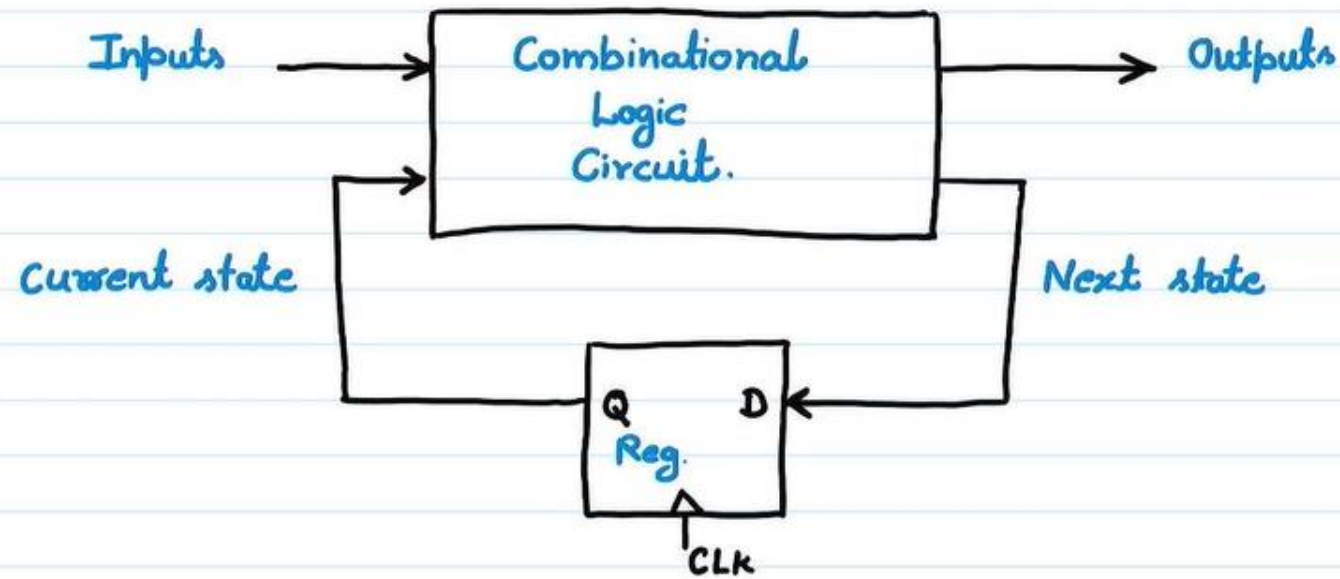 Inputs
Combinational
Logic
Circuit.
Outputs
Current state
Next state
Q
D
Reg.
CLK